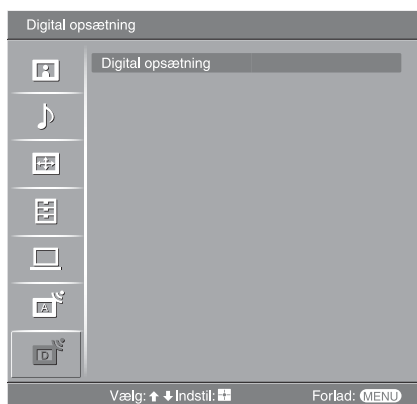 Digital opsætning
Digital opsætning
A
D
Vælg: ↑ ↓ Indstil: Forlad: MENU